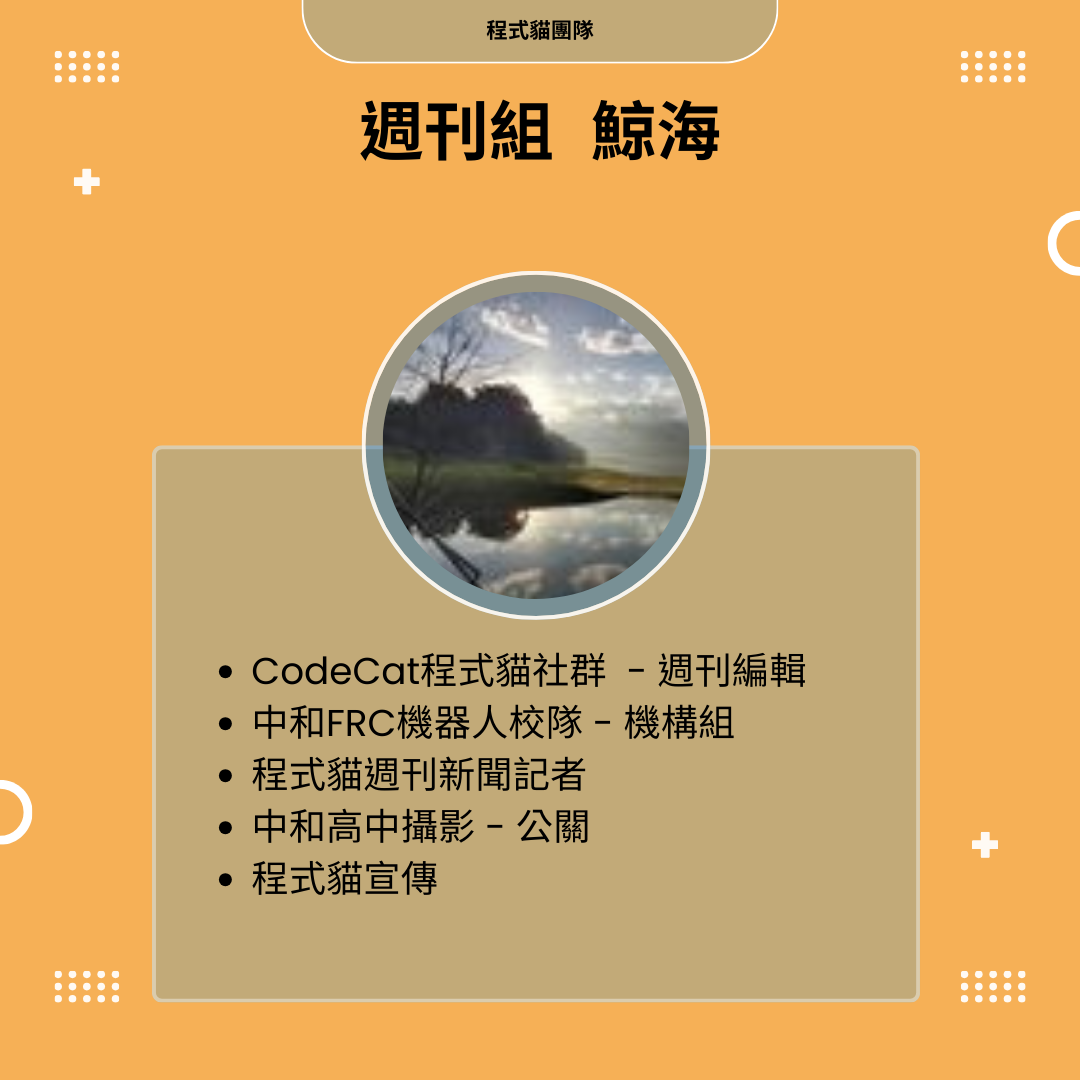 程式貓團隊
週刊組 鯨海
• CodeCat程式貓社群 - 週刊編輯
• 中和FRC機器人校隊 - 機構組
• 程式貓週刊新聞記者
• 中和高中攝影 - 公關
• 程式貓宣傳